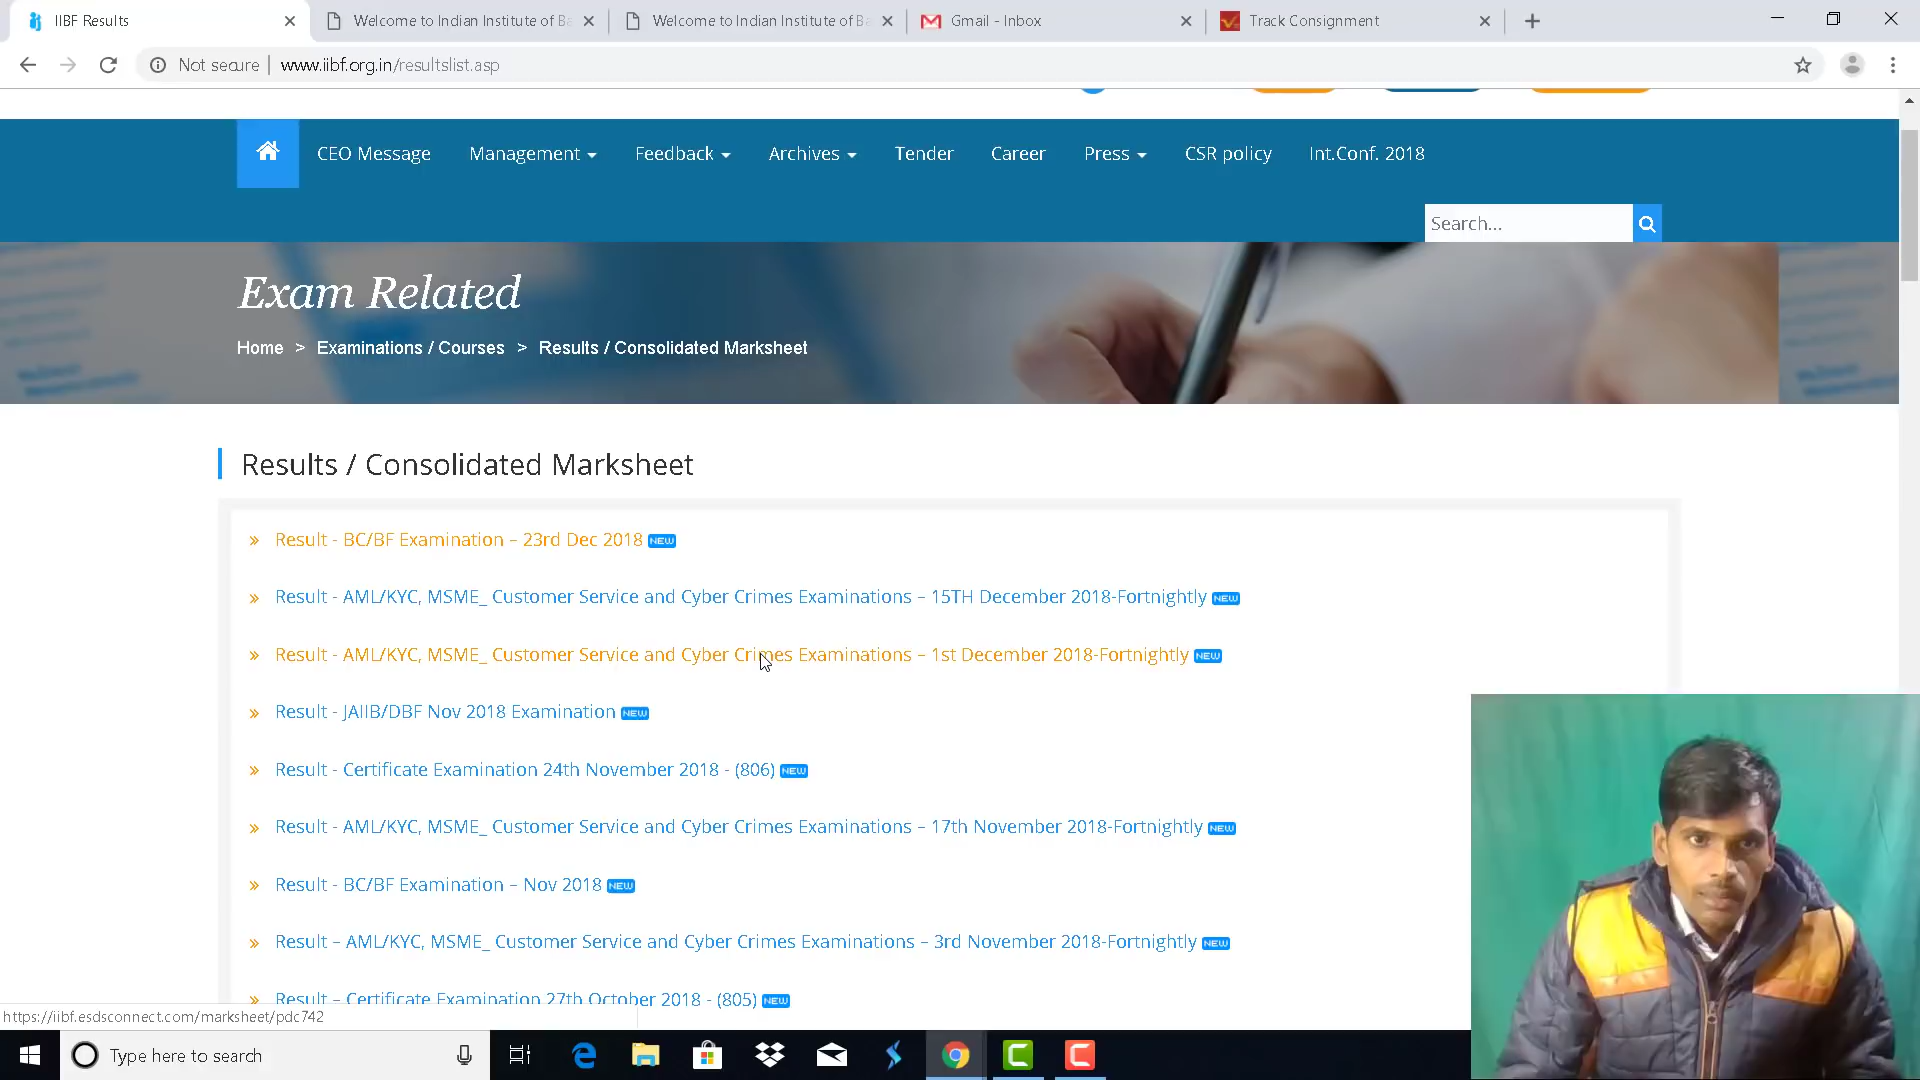 IIBF Results
Welcome to Indian Institute of Ba
Welcome to Indian Institute of Ba
Gmail - Inbox
Track Consignment
Not secure
www.iibf.org.in/resultslist.asp
CEO Message
Management
Feedback
Archives
Tender
Career
Press
CSR policy
Int.Conf. 2018
Search...
Exam Related
Home > Examinations / Courses > Results / Consolidated Marksheet
Results / Consolidated Marksheet
» Result - BC/BF Examination – 23rd Dec 2018 NEW
» Result - AML/KYC, MSME_ Customer Service and Cyber Crimes Examinations – 15TH December 2018-Fortnightly NEW
» Result - AML/KYC, MSME_ Customer Service and Cyber Crimes Examinations – 1st December 2018-Fortnightly NEW
» Result - JAIIB/DBF Nov 2018 Examination NEW
» Result - Certificate Examination 24th November 2018 - (806) NEW
» Result - AML/KYC, MSME_ Customer Service and Cyber Crimes Examinations – 17th November 2018-Fortnightly NEW
» Result - BC/BF Examination – Nov 2018 NEW
» Result – AML/KYC, MSME_ Customer Service and Cyber Crimes Examinations – 3rd November 2018-Fortnightly NEW
» Result – Certificate Examination 27th October 2018 - (805) NEW
https://iibf.esdsconnect.com/marksheet/pdc742
Type here to search